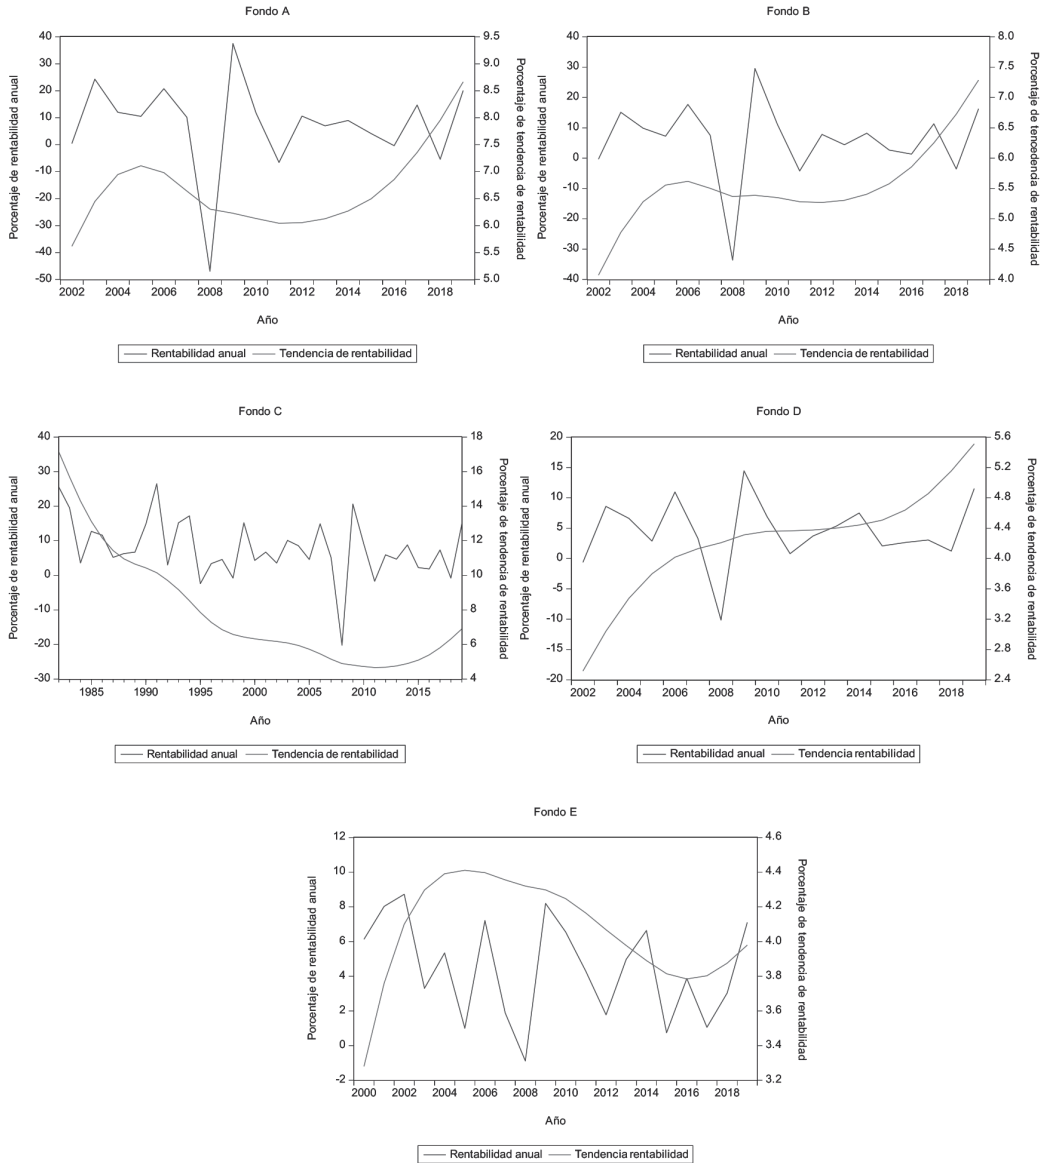 Fondo A
Porcentaje de rentabilidad anual
40
30
20
10
0
-10
-20
-30
-40
-50
9.5
9.0
8.5
8.0
7.5
7.0
6.5
6.0
5.5
5.0
Porcentaje de tendencia de rentabilidad
2002 2004 2006 2008 2010 2012 2014 2016 2018
Año
Rentabilidad anual Tendencia de rentabilidad
Fondo B
Porcentaje de rentabilidad anual
40
30
20
10
0
-10
-20
-30
-40
8.0
7.5
7.0
6.5
6.0
5.5
5.0
4.5
4.0
Porcentaje de tencedencia de rentabilidad
2002 2004 2006 2008 2010 2012 2014 2016 2018
Año
Rentabilidad anual Tendencia de rentabilidad
Fondo C
Porcentaje de rentabilidad anual
40
30
20
10
0
-10
-20
-30
18
16
14
12
10
8
6
4
Porcentaje de tendencia de rentabilidad
1985 1990 1995 2000 2005 2010 2015
Año
Rentabilidad anual Tendencia de rentabilidad
Fondo D
Porcentaje de rentabilidad anual
20
15
10
5
0
-5
-10
-15
-20
5.6
5.2
4.8
4.4
4.0
3.6
3.2
2.8
2.4
Porcentaje de tendencia de rentabilidad
2002 2004 2006 2008 2010 2012 2014 2016 2018
Año
Rentabilidad anual Tendencia rentabilidad
Fondo E
Porcentaje de rentabilidad anual
12
10
8
6
4
2
0
-2
4.6
4.4
4.2
4.0
3.8
3.6
3.4
3.2
Porcentaje de tendencia de rentabilidad
2000 2002 2004 2006 2008 2010 2012 2014 2016 2018
Año
Rentabilidad anual Tendencia rentabilidad